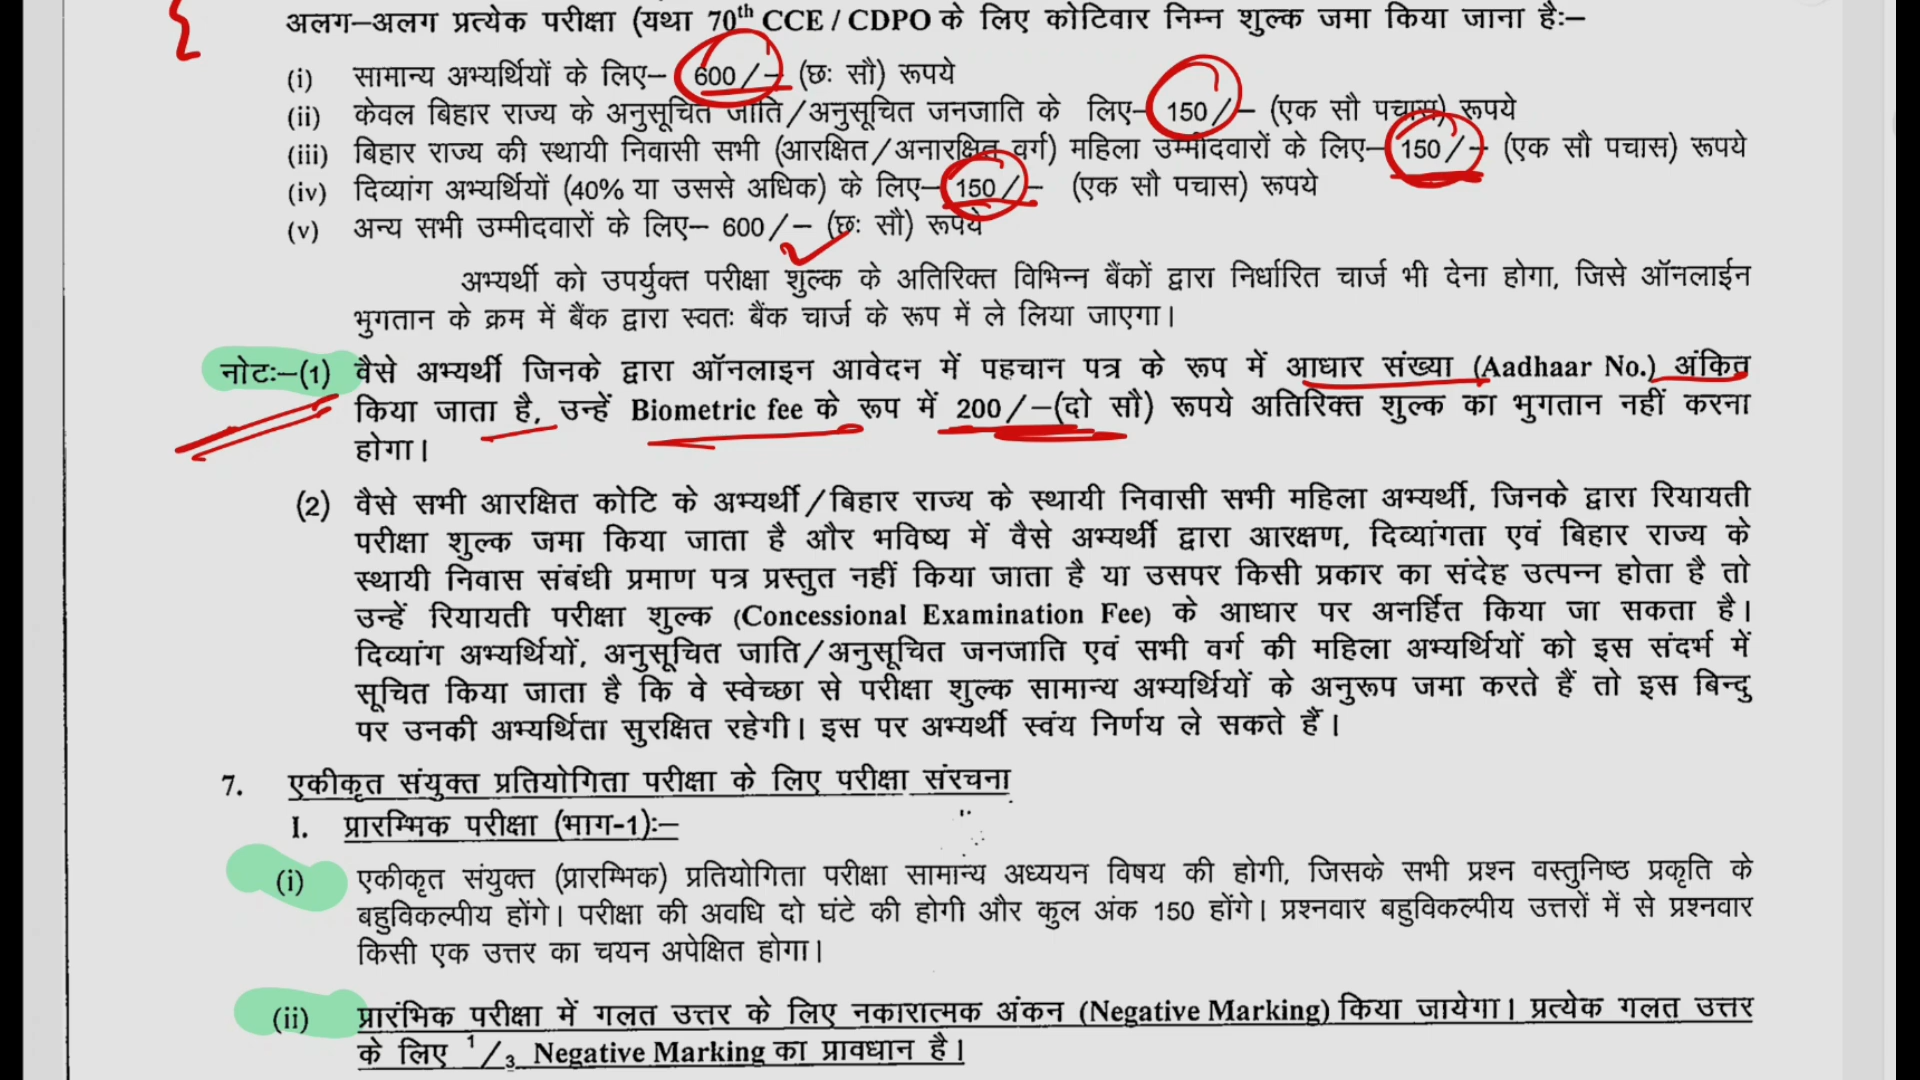 अलग–अलग प्रत्येक परीक्षा (यथा 70th CCE / CDPO के लिए कोटिवार निम्न शुल्क जमा किया जाना है:–
(i) सामान्य अभ्यर्थियों के लिए– 600/– (छः सौ) रूपये
(ii) केवल बिहार राज्य के अनुसूचित जाति/अनुसूचित जनजाति के लिए– 150/– (एक सौ पचास) रूपये
(iii) बिहार राज्य की स्थायी निवासी सभी (आरक्षित/अनारक्षित वर्ग) महिला उम्मीदवारों के लिए– 150/– (एक सौ पचास) रूपये
(iv) दिव्यांग अभ्यर्थियों (40% या उससे अधिक) के लिए– 150/– (एक सौ पचास) रूपये
(v) अन्य सभी उम्मीदवारों के लिए– 600/– (छः सौ) रूपये
अभ्यर्थी को उपर्युक्त परीक्षा शुल्क के अतिरिक्त विभिन्न बैंकों द्वारा निर्धारित चार्ज भी देना होगा, जिसे ऑनलाईन
भुगतान के क्रम में बैंक द्वारा स्वतः बैंक चार्ज के रूप में ले लिया जाएगा।
नोटः–(1) वैसे अभ्यर्थी जिनके द्वारा ऑनलाइन आवेदन में पहचान पत्र के रूप में आधार संख्या (Aadhaar No.) अंकित
किया जाता है, उन्हें Biometric fee के रूप में 200/–(दो सौ) रूपये अतिरिक्त शुल्क का भुगतान नहीं करना
होगा।
(2) वैसे सभी आरक्षित कोटि के अभ्यर्थी/बिहार राज्य के स्थायी निवासी सभी महिला अभ्यर्थी, जिनके द्वारा रियायती
परीक्षा शुल्क जमा किया जाता है और भविष्य में वैसे अभ्यर्थी द्वारा आरक्षण, दिव्यांगता एवं बिहार राज्य के
स्थायी निवास संबंधी प्रमाण पत्र प्रस्तुत नहीं किया जाता है या उसपर किसी प्रकार का संदेह उत्पन्न होता है तो
उन्हें रियायती परीक्षा शुल्क (Concessional Examination Fee) के आधार पर अनर्हित किया जा सकता है।
दिव्यांग अभ्यर्थियों, अनुसूचित जाति/अनुसूचित जनजाति एवं सभी वर्ग की महिला अभ्यर्थियों को इस संदर्भ में
सूचित किया जाता है कि वे स्वेच्छा से परीक्षा शुल्क सामान्य अभ्यर्थियों के अनुरूप जमा करते हैं तो इस बिन्दु
पर उनकी अभ्यर्थिता सुरक्षित रहेगी। इस पर अभ्यर्थी स्वंय निर्णय ले सकते हैं।
7. एकीकृत संयुक्त प्रतियोगिता परीक्षा के लिए परीक्षा संरचना
I. प्रारम्भिक परीक्षा (भाग-1):–
(i) एकीकृत संयुक्त (प्रारम्भिक) प्रतियोगिता परीक्षा सामान्य अध्ययन विषय की होगी, जिसके सभी प्रश्न वस्तुनिष्ठ प्रकृति के
बहुविकल्पीय होंगे। परीक्षा की अवधि दो घंटे की होगी और कुल अंक 150 होंगे। प्रश्नवार बहुविकल्पीय उत्तरों में से प्रश्नवार
किसी एक उत्तर का चयन अपेक्षित होगा।
(ii) प्रारंभिक परीक्षा में गलत उत्तर के लिए नकारात्मक अंकन (Negative Marking) किया जायेगा। प्रत्येक गलत उत्तर
के लिए 1/3 Negative Marking का प्रावधान है।